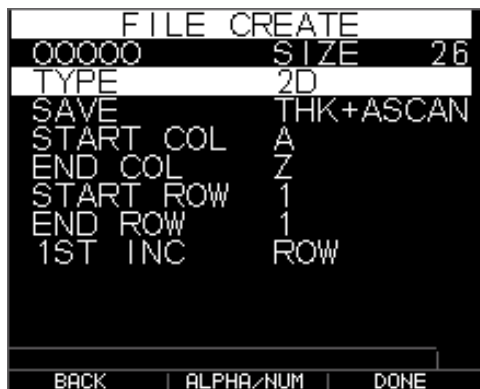 FILE CREATE
OOOOO SIZE 26
TYPE 2D
SAVE THK+ASCAN
START COL A
END COL Z
START ROW 1
END ROW 1
1ST INC ROW
BACK ALPHA/NUM DONE